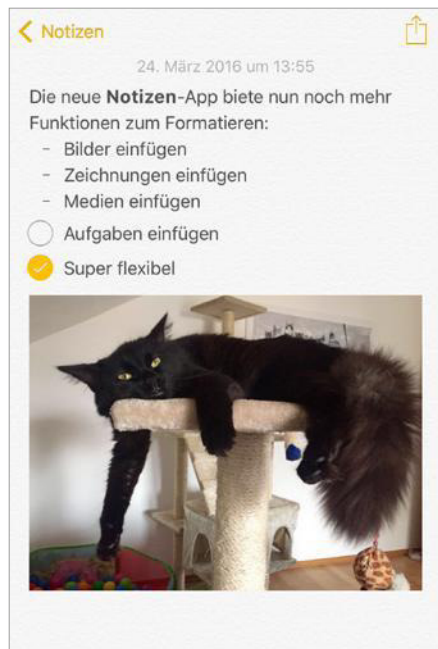 Notizen
24. März 2016 um 13:55
Die neue Notizen-App biete nun noch mehr
Funktionen zum Formatieren:
- Bilder einfügen
- Zeichnungen einfügen
- Medien einfügen
Aufgaben einfügen
Super flexibel